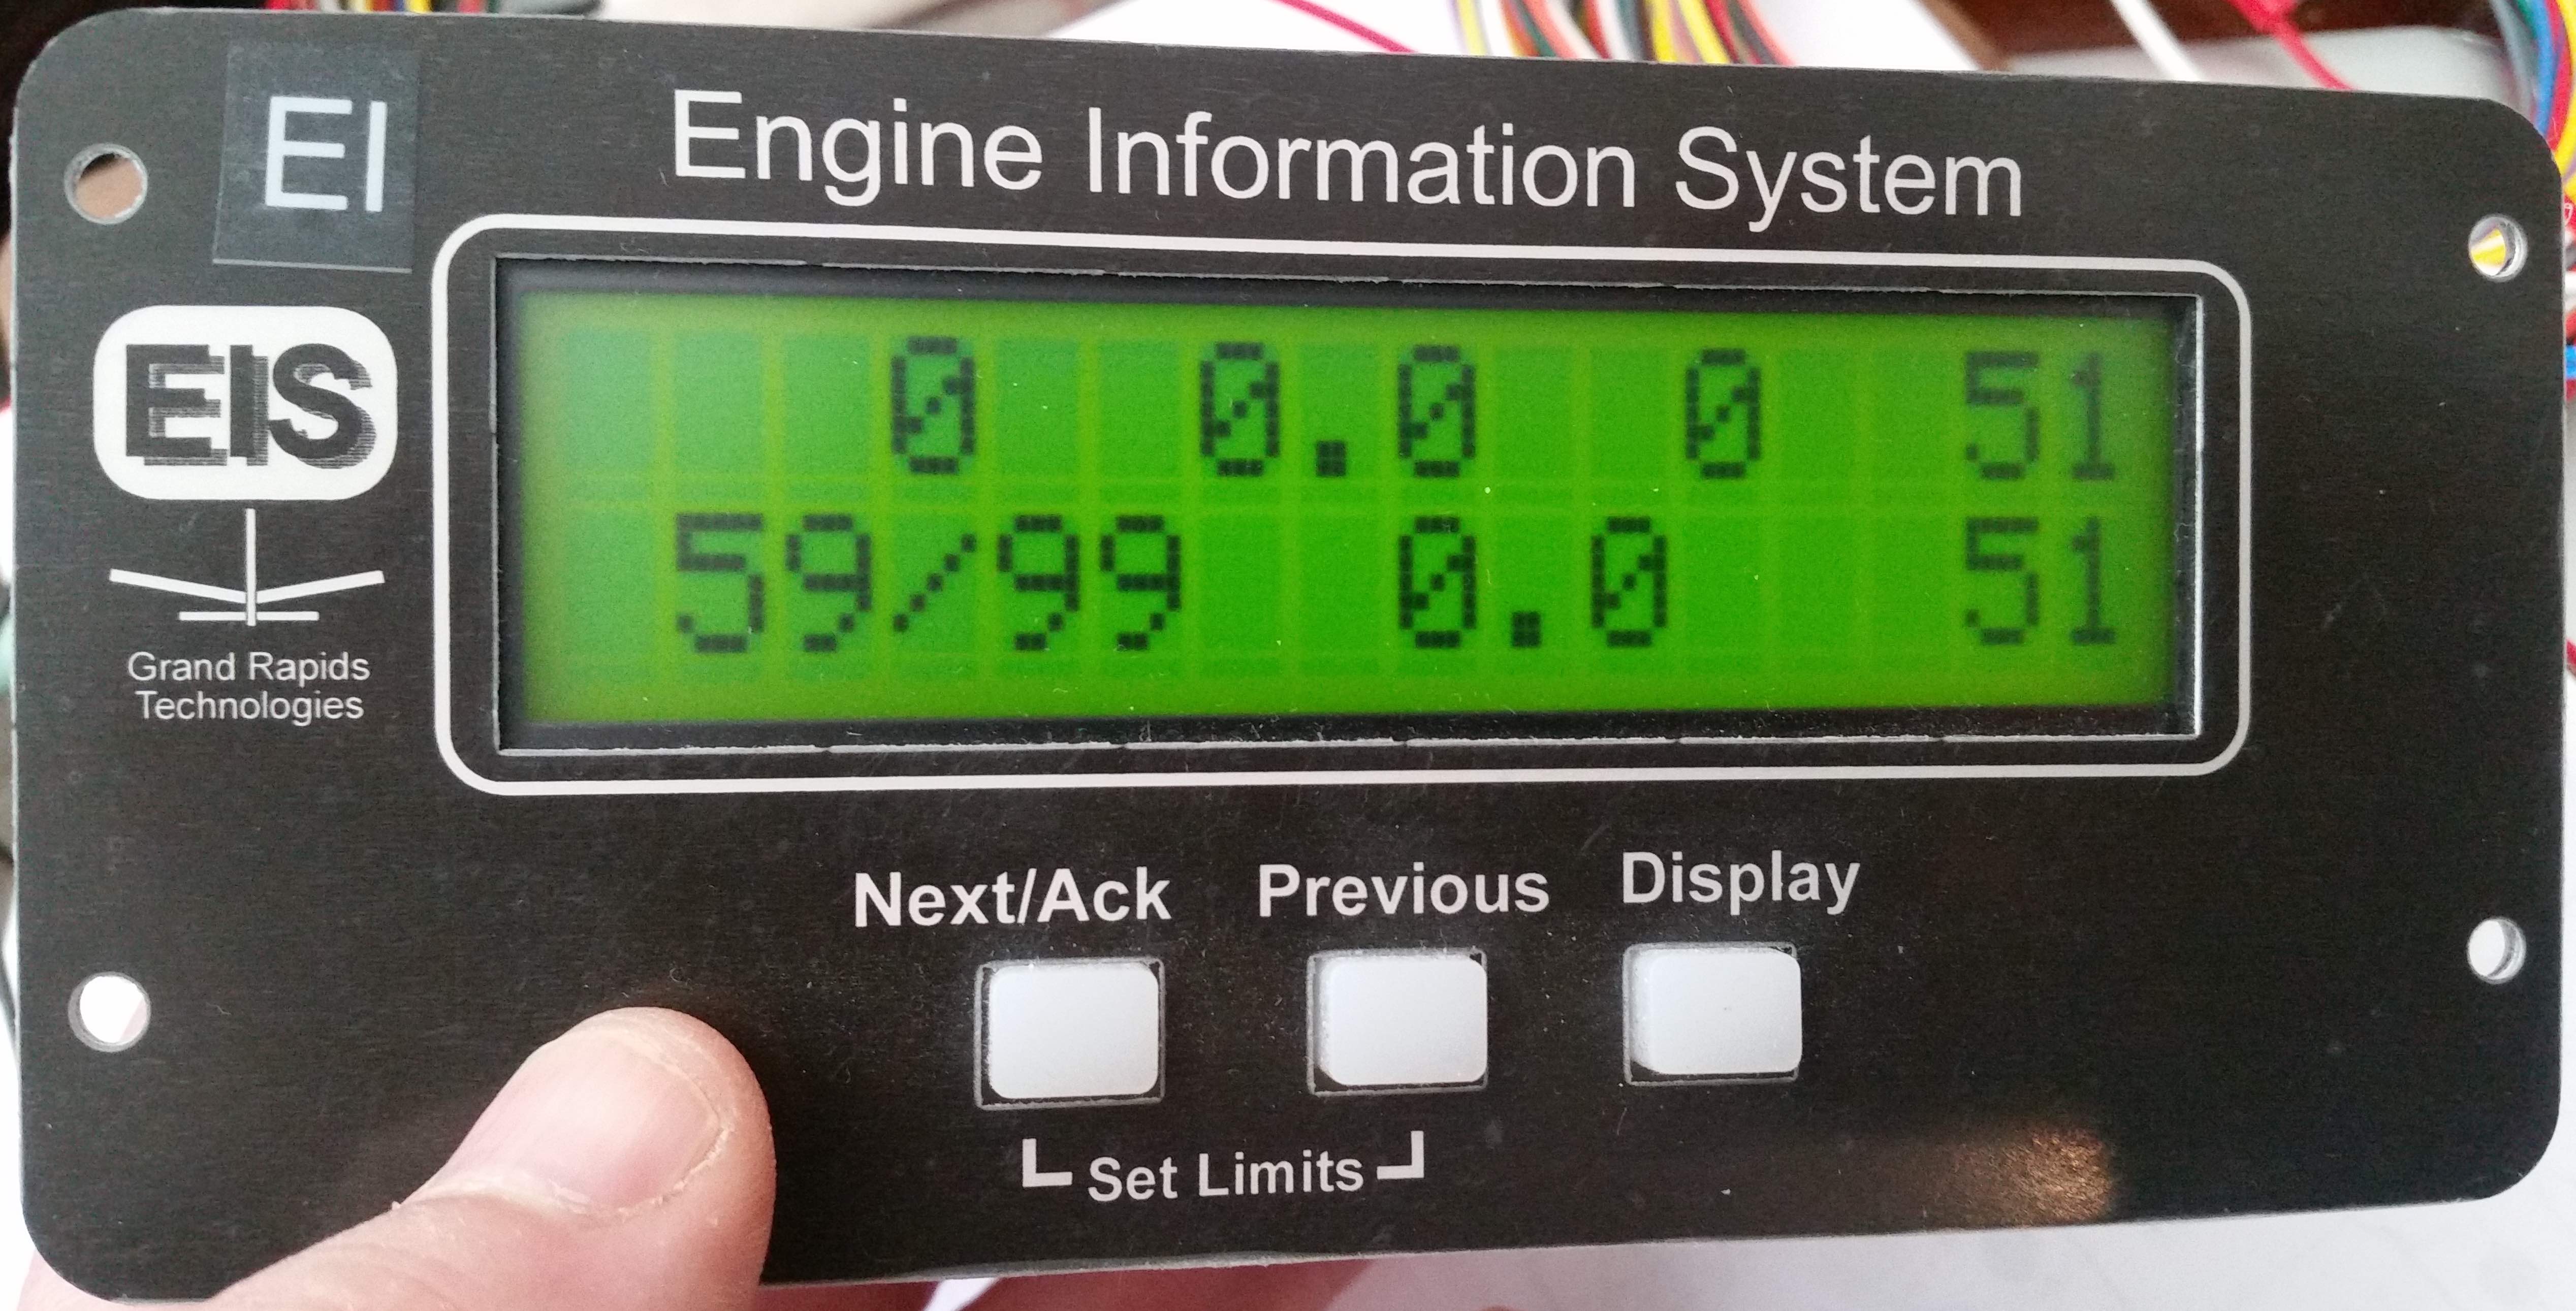 EI
Engine Information System
EIS
Grand Rapids
Technologies
0 0.0 0 51
59/99 0.0 51
Next/Ack Previous Display
Set Limits